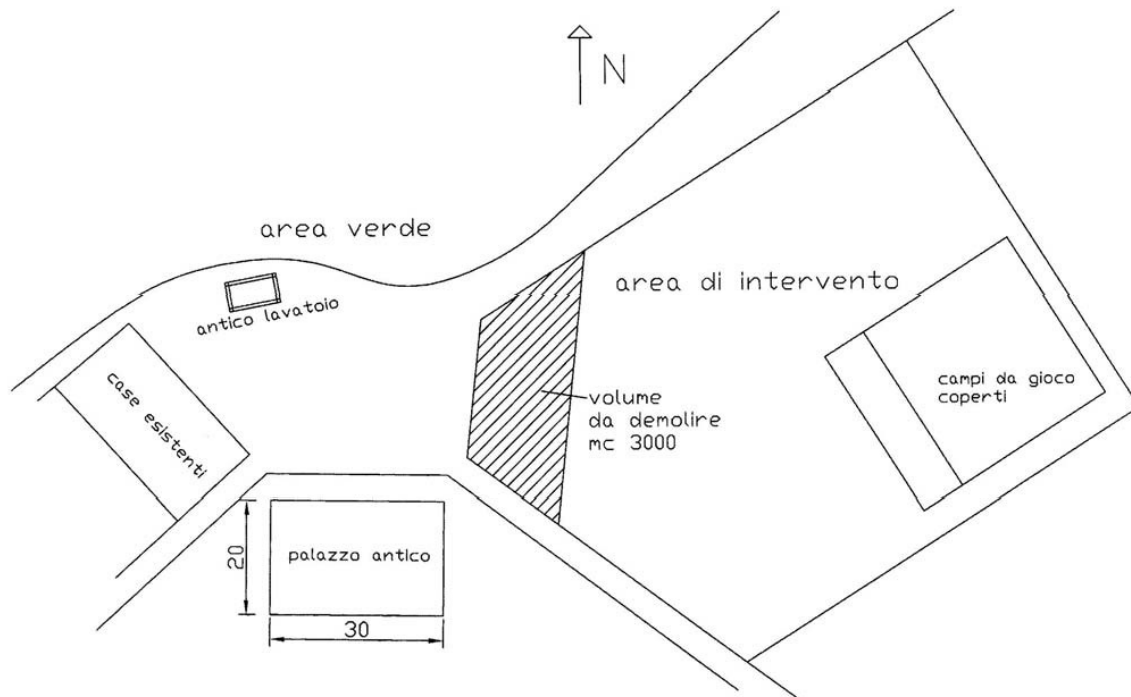 N
area verde
area di intervento
antico lavatoio
case esistenti
campi da gioco
coperti
volume
da demolire
mc 3000
palazzo antico
20
30